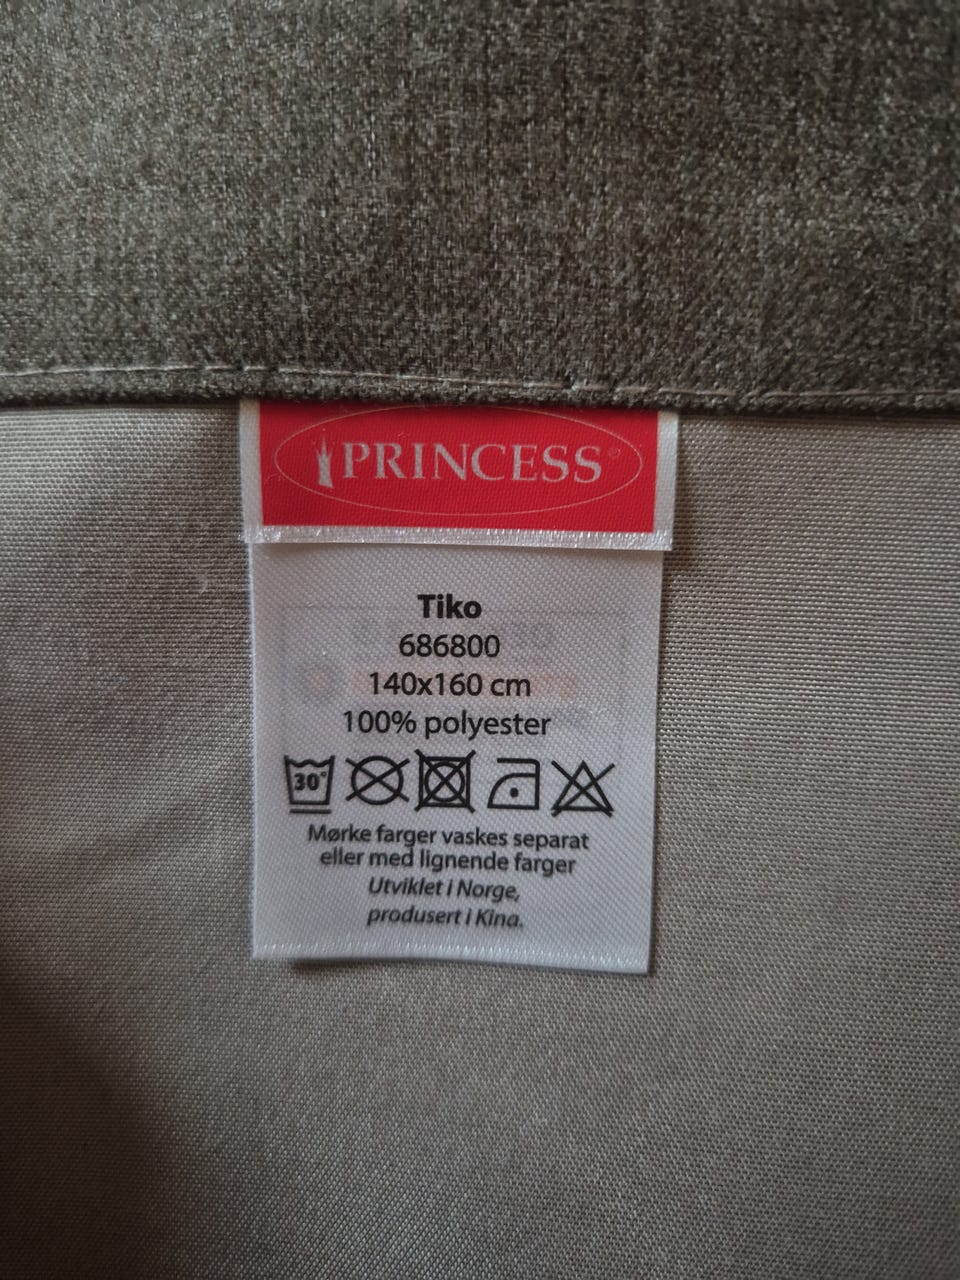 PRINCESS
Tiko
686800
140x160 cm
100% polyester
30°
Mørke farger vaskes separat
eller med lignende farger
Utviklet i Norge,
produsert i Kina.